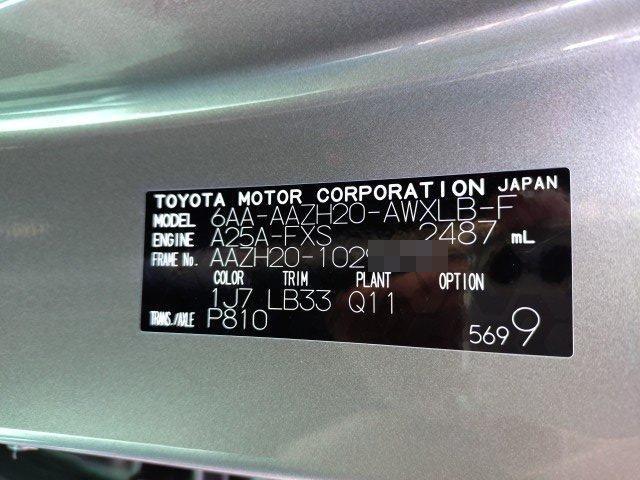 TOYOTA MOTOR CORPORATION JAPAN
MODEL 6AA-AAZH20-AWXLB-F
ENGINE A25A-FXS 2487 mL
FRAME No. AAZH20-1029
COLOR TRIM PLANT OPTION
1J7 LB33 Q11
TRANS./AXLE P810
5699